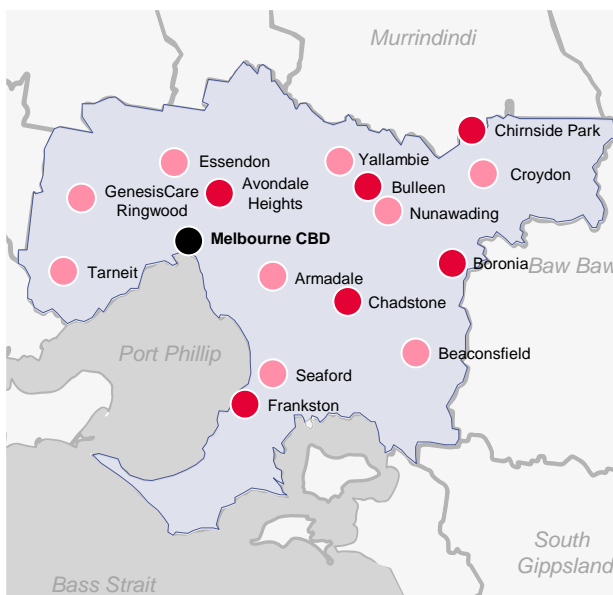 Murrindindi
Chirnside Park
Essendon
Yallambie
Croydon
GenesisCare
Ringwood
Avondale
Heights
Bulleen
Nunawading
Melbourne CBD
Tarneit
Armadale
Boronia
Baw Baw
Chadstone
Port Phillip
Beaconsfield
Seaford
Frankston
South
Gippsland
Bass Strait